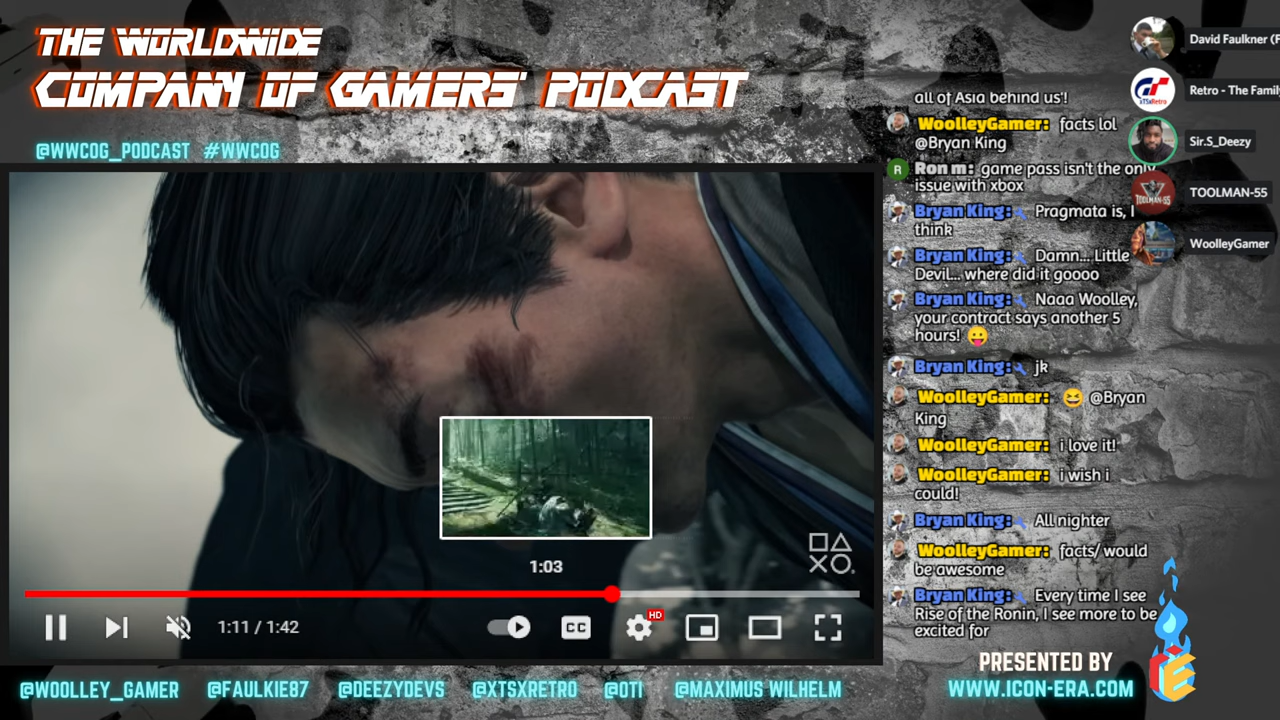 THE WORLDWIDE
COMPANY OF GAMERS' PODCAST
@WWCOG_PODCAST #WWCOG
all of Asia behind us'!
WoolleyGamer: facts lol
@Bryan King
Ron m: game pass isn't the only
issue with xbox
Bryan King: Pragmata is, I
think
Bryan King: Damn... Little
Devil... where did it goooo
Bryan King: Naaa Woolley,
your contract says another 5
hours! 😛
Bryan King: jk
WoolleyGamer: 😆 @Bryan
King
WoolleyGamer: i love it!
WoolleyGamer: i wish i
could!
Bryan King: All nighter
WoolleyGamer: facts/ would
be awesome
Bryan King: Every time I see
Rise of the Ronin, I see more to be
excited for
David Faulkner (F
Retro - The Family
Sir.S_Deezy
TOOLMAN-55
WoolleyGamer
R
xTSxRetro
TOOLMAN-55
1:03
1:11 / 1:42
CC
HD
PRESENTED BY
WWW.ICON-ERA.COM
IE
@WOOLLEY_GAMER @FAULKIE87 @DEEZYDEVS @XTSXRETRO @OTI @MAXIMUS WILHELM